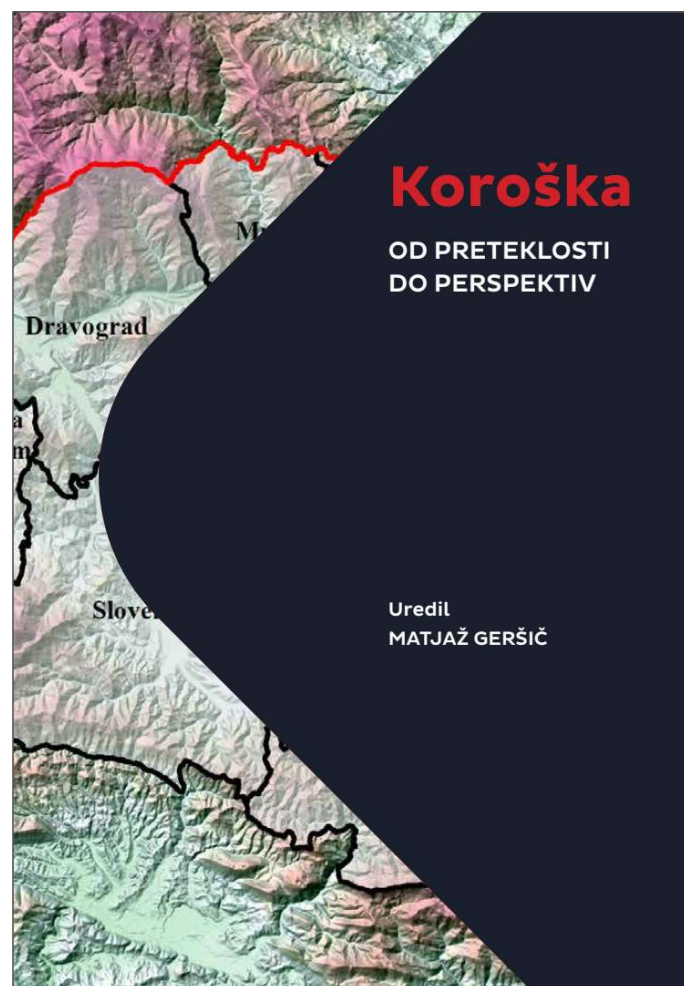 Koroška
OD PRETEKLOSTI
DO PERSPEKTIV
Dravograd
Uredil
MATJAŽ GERŠIČ